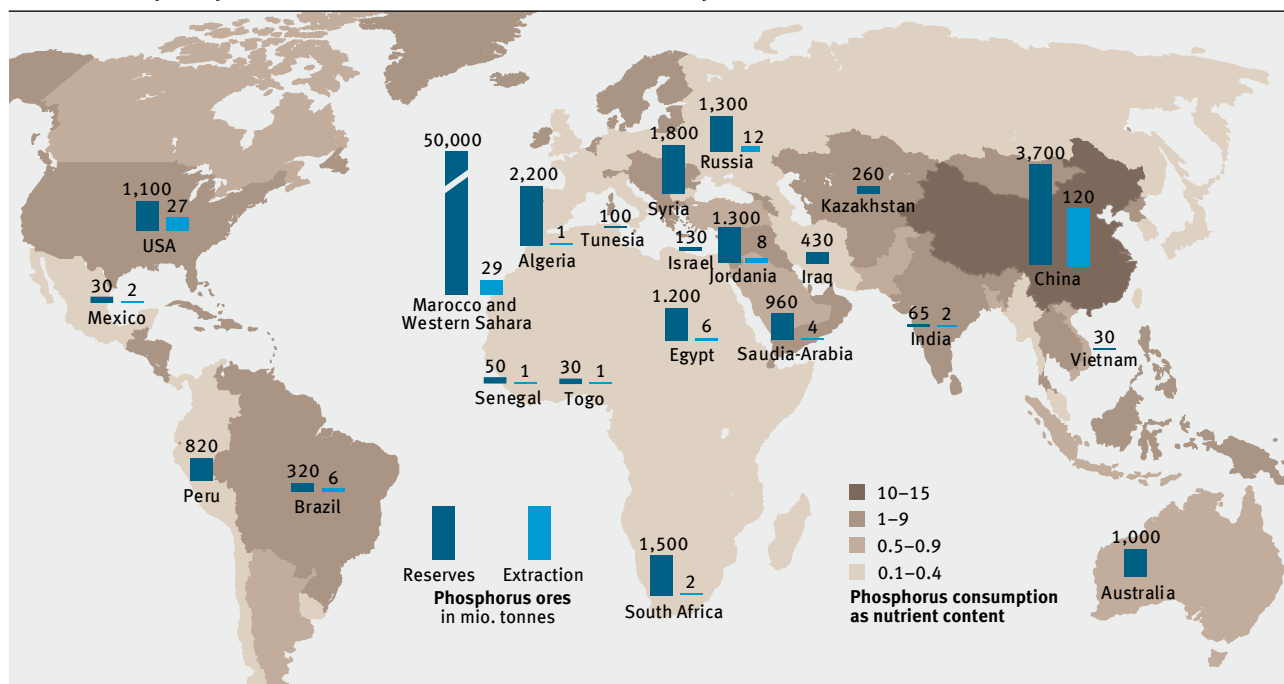 1,100
27
USA
30
2
Mexico
820
Peru
320
6
Brazil
50,000
29
Marocco and
Western Sahara
2,200
1
Algeria
100
Tunesia
1,800
Syria
1,300
12
Russia
130
Israel
1.300
8
Jordania
430
Iraq
260
Kazakhstan
3,700
120
China
1.200
6
Egypt
960
4
Saudia-Arabia
65
2
India
30
Vietnam
50
1
Senegal
30
1
Togo
1,500
2
South Africa
1,000
Australia
Reserves
Extraction
Phosphorus ores
in mio. tonnes
10–15
1–9
0.5–0.9
0.1–0.4
Phosphorus consumption
as nutrient content